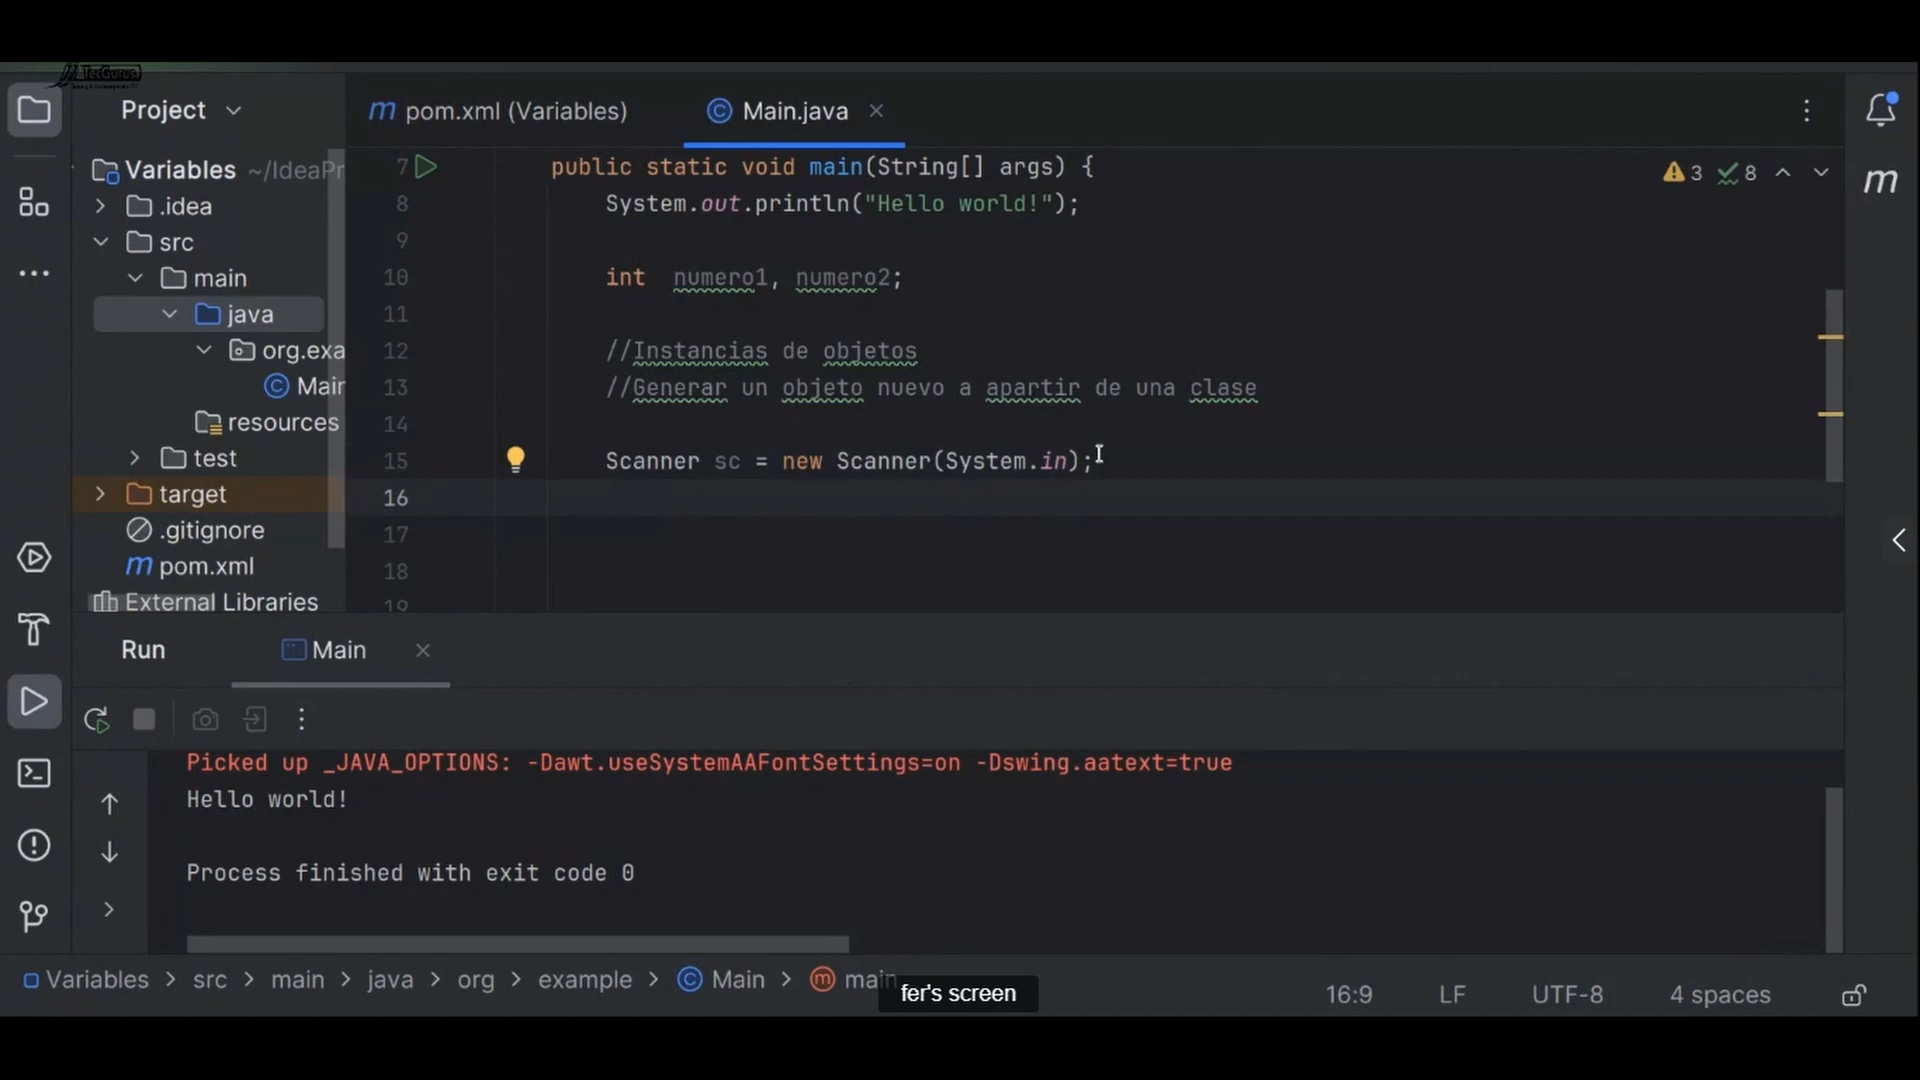 TecGurus
Project
pom.xml (Variables)
Main.java
Variables ~/IdeaPr
.idea
src
main
java
org.exa
Main
resources
test
target
.gitignore
pom.xml
External Libraries
3 8
7 public static void main(String[] args) {
8 System.out.println("Hello world!");
9
10 int numero1, numero2;
11
12 //Instancias de objetos
13 //Generar un objeto nuevo a apartir de una clase
14
15 Scanner sc = new Scanner(System.in);
16
17
18
19
Run
Main
Picked up _JAVA_OPTIONS: -Dawt.useSystemAAFontSettings=on -Dswing.aatext=true
Hello world!
Process finished with exit code 0
Variables > src > main > java > org > example > Main > main
fer's screen
16:9 LF UTF-8 4 spaces